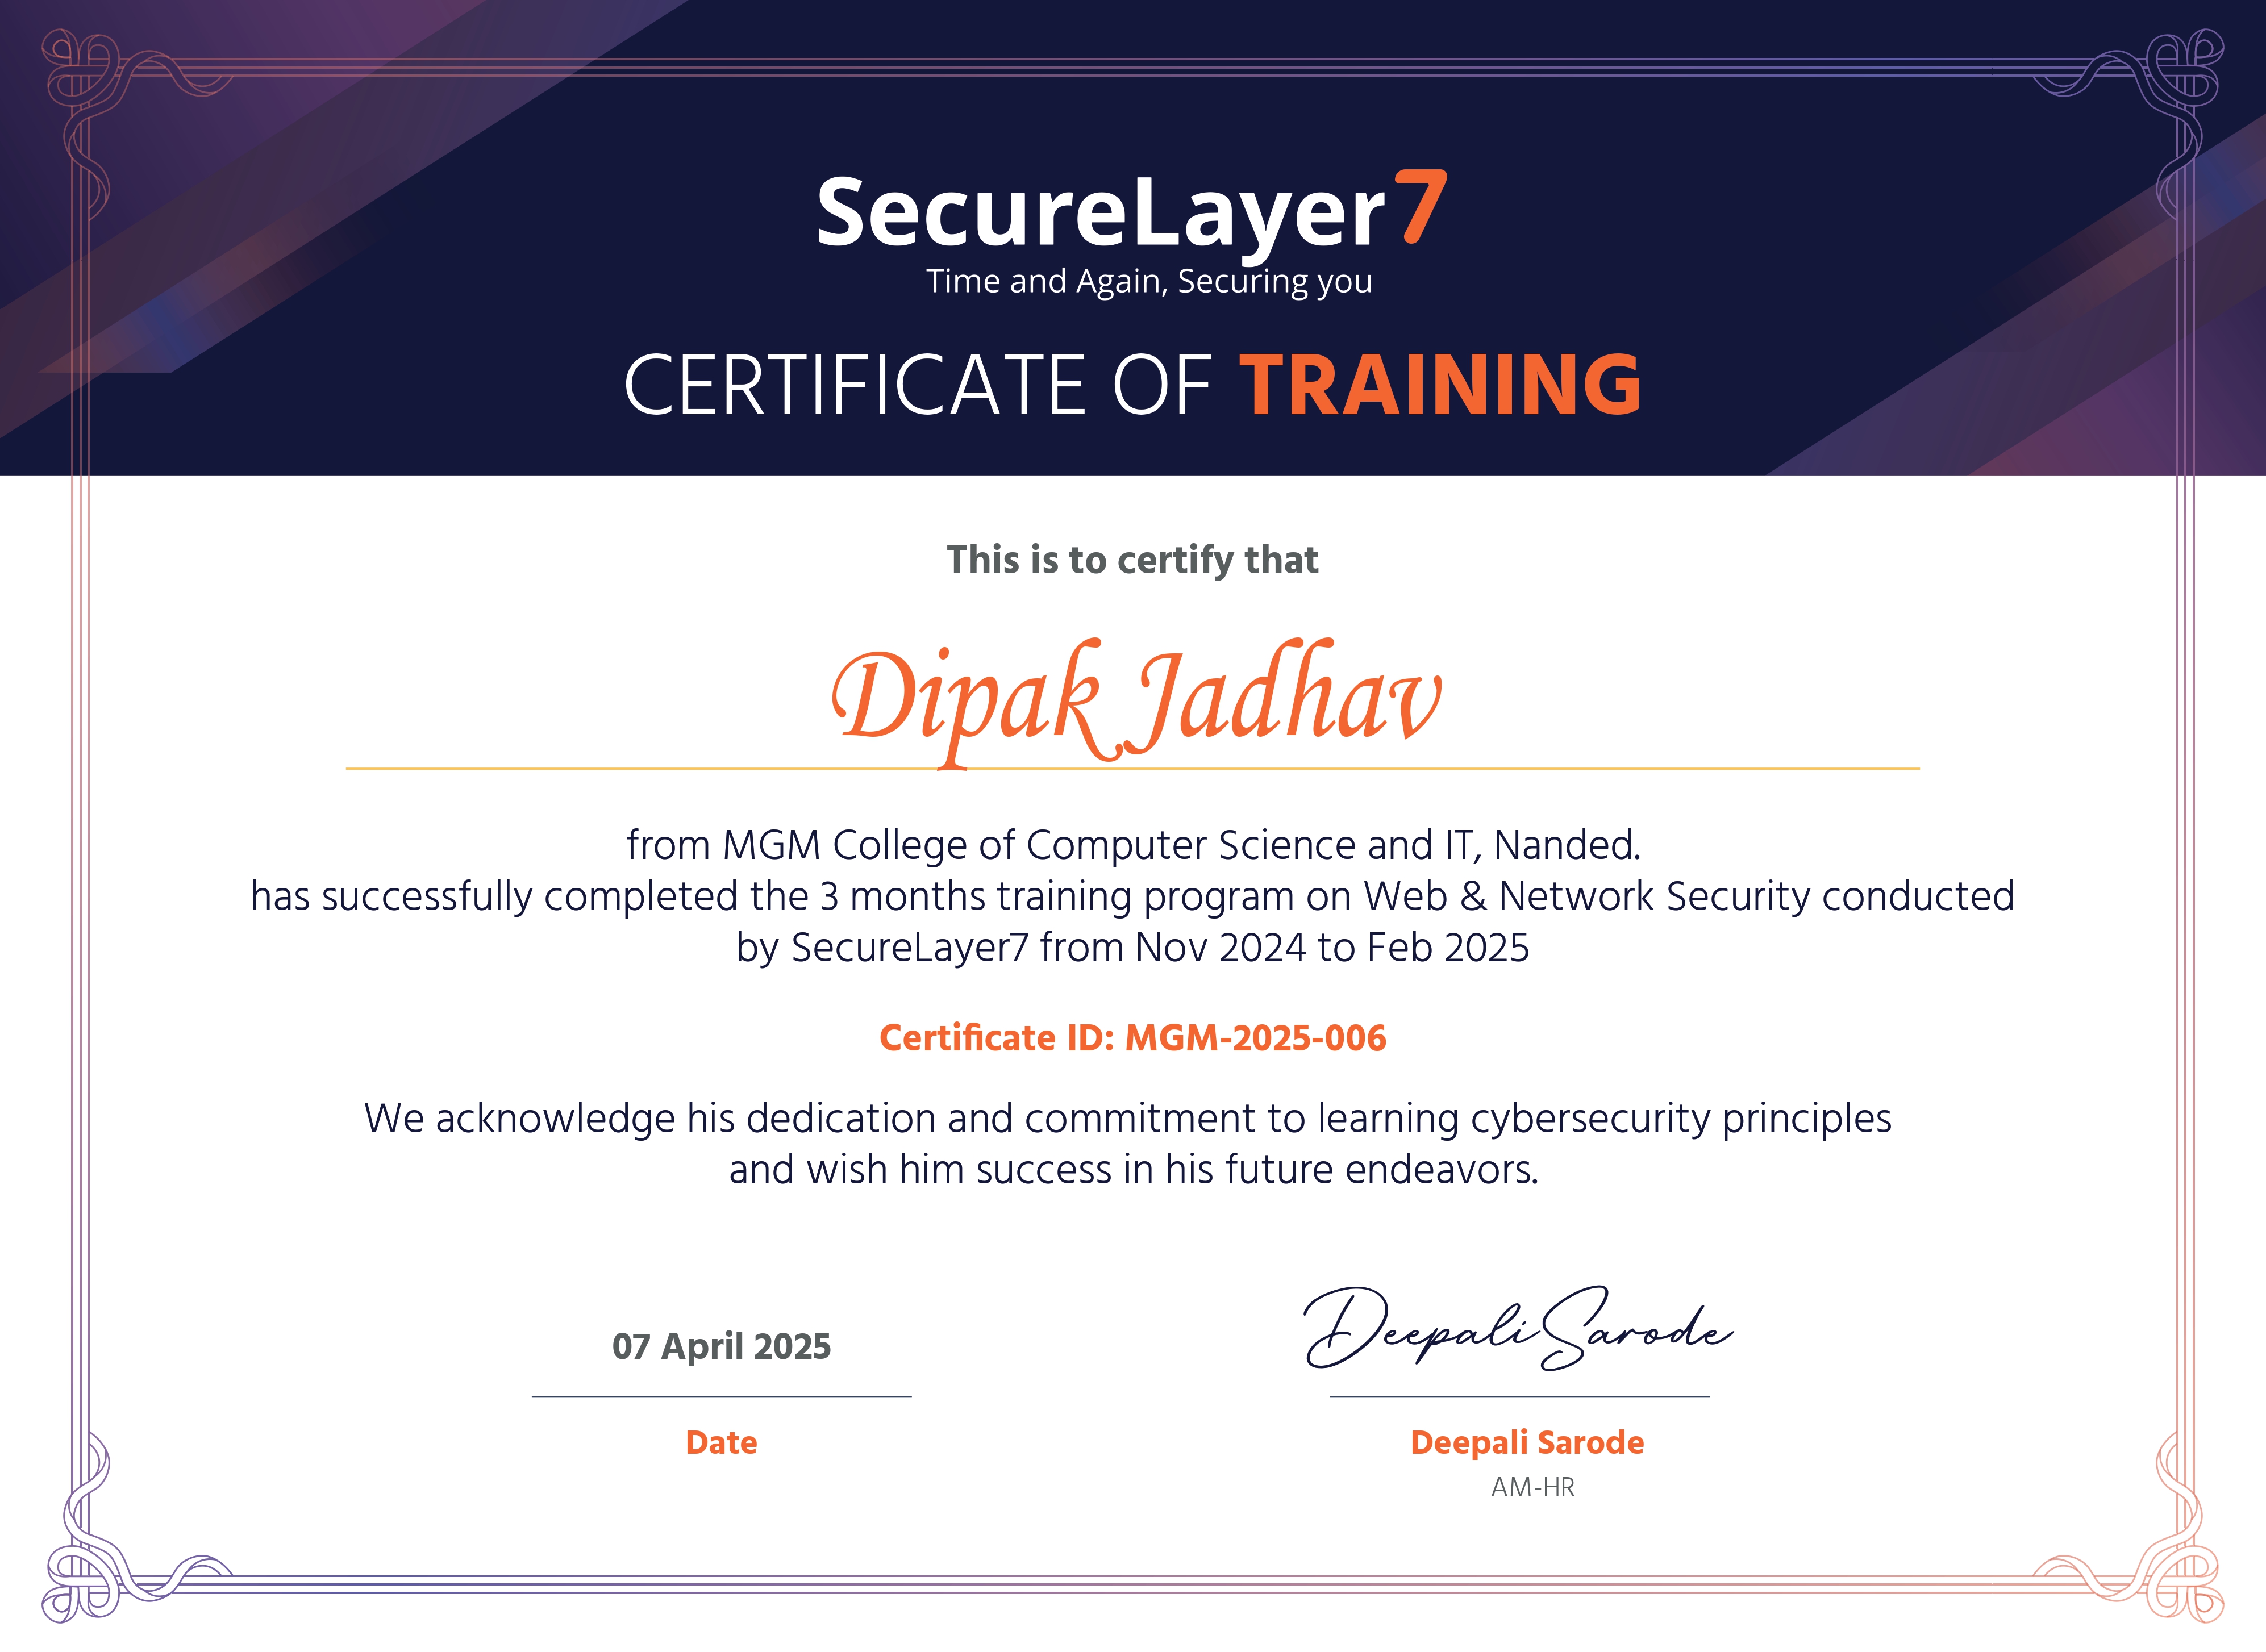 SecureLayer7
Time and Again, Securing you
CERTIFICATE OF TRAINING
This is to certify that
Dipak Jadhav
from MGM College of Computer Science and IT, Nanded.
has successfully completed the 3 months training program on Web & Network Security conducted
by SecureLayer7 from Nov 2024 to Feb 2025
Certificate ID: MGM-2025-006
We acknowledge his dedication and commitment to learning cybersecurity principles
and wish him success in his future endeavors.
07 April 2025
Date
Deepali Sarode
Deepali Sarode
AM-HR